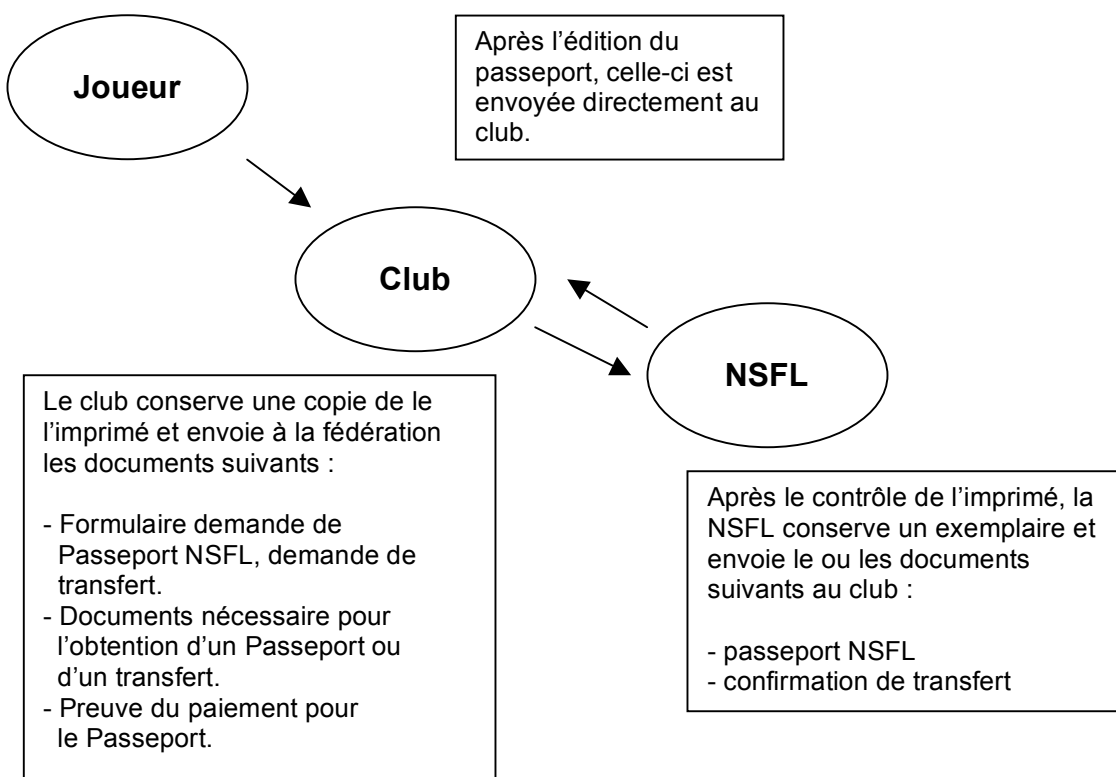 Joueur
Après l’édition du
passeport, celle-ci est
envoyée directement au
club.
Club
NSFL
Le club conserve une copie de le
l’imprimé et envoie à la fédération
les documents suivants :
- Formulaire demande de
Passeport NSFL, demande de
transfert.
- Documents nécessaire pour
l’obtention d’un Passeport ou
d’un transfert.
- Preuve du paiement pour
le Passeport.
Après le contrôle de l’imprimé, la
NSFL conserve un exemplaire et
envoie le ou les documents
suivants au club :
- passeport NSFL
- confirmation de transfert